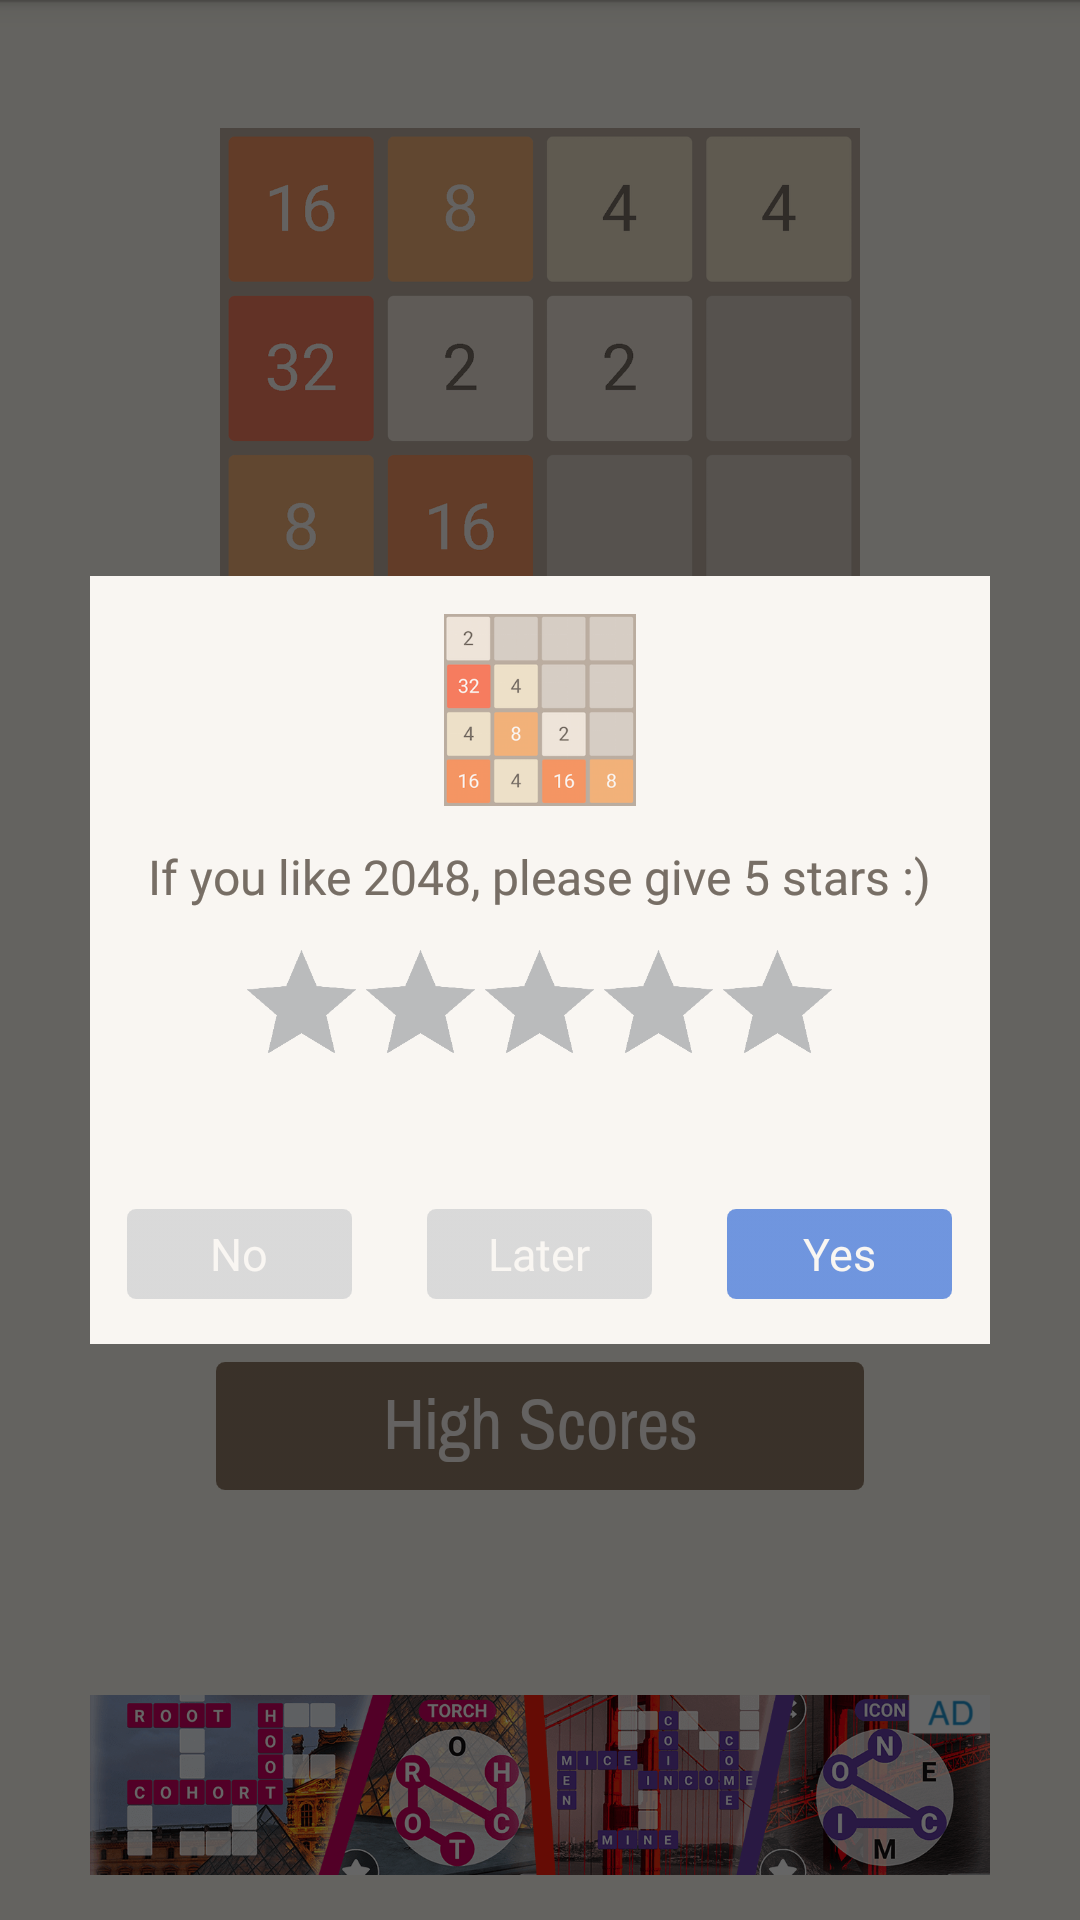 16 8 4 4
32 2 2
8 16
2
32 4
4 8 2
16 4 16 8
If you like 2048, please give 5 stars :)
No Later Yes
High Scores
ROOT
HOOT
COHORT
TORCH
O
R H
O C
T
MICE
MEN
COIN
INCOME
COME
MINE
ICON
AD
N
O E
I C
M